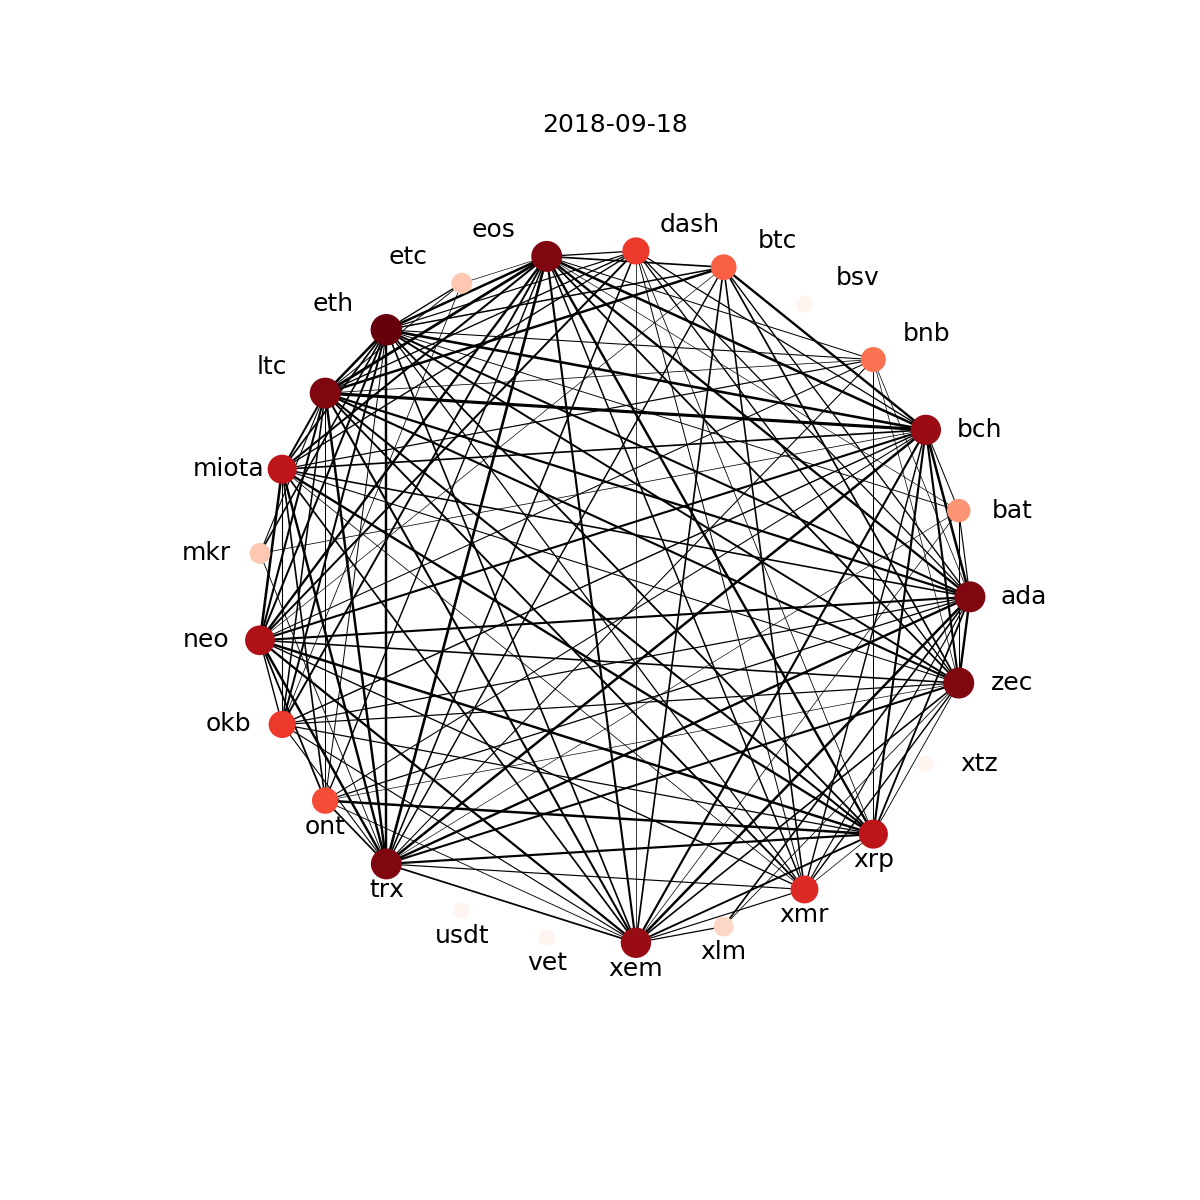 2018-09-18
dash
eos
btc
etc
bsv
eth
bnb
ltc
bch
miota
bat
mkr
ada
neo
zec
okb
xtz
ont
xrp
trx
xmr
usdt
xlm
vet
xem